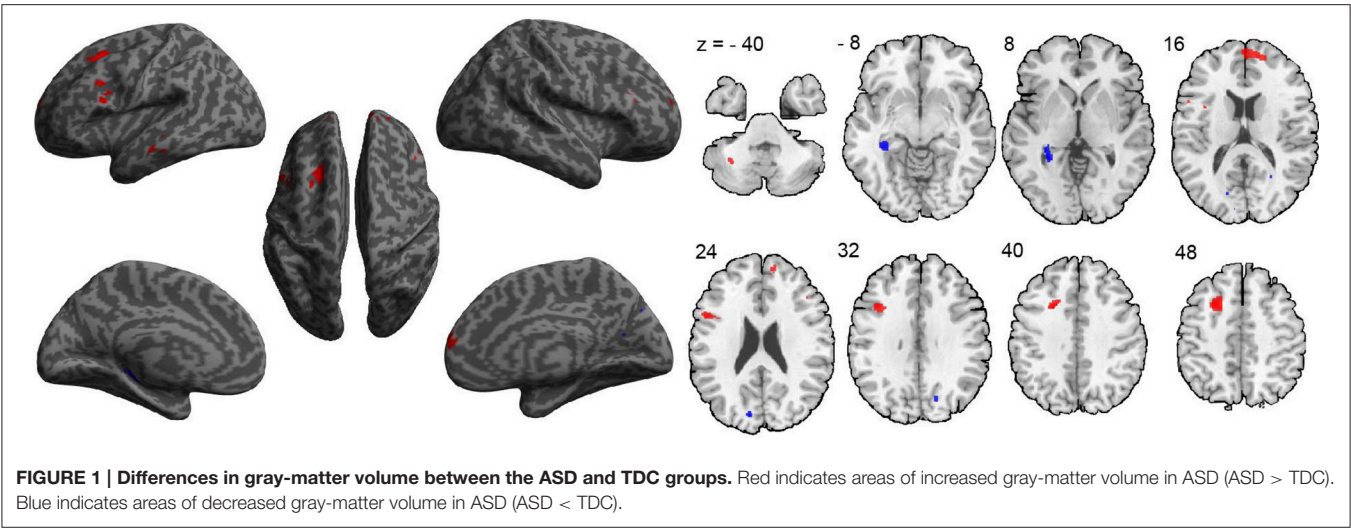 z = - 40
- 8
8
16
24
32
40
48
FIGURE 1 | Differences in gray-matter volume between the ASD and TDC groups. Red indicates areas of increased gray-matter volume in ASD (ASD > TDC).
Blue indicates areas of decreased gray-matter volume in ASD (ASD < TDC).